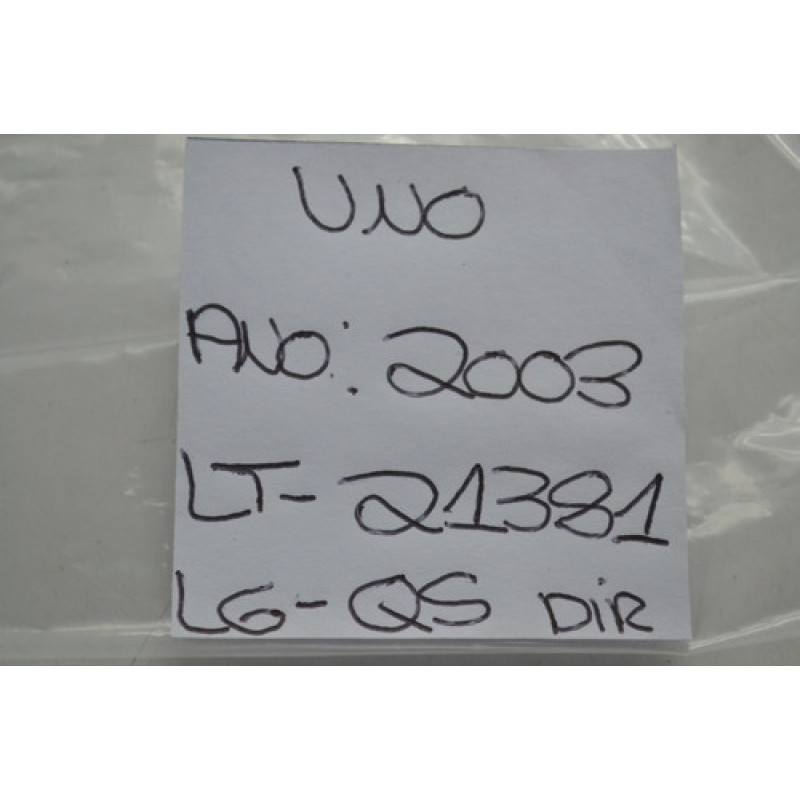 UNO
ANO: 2003
LT-21381
LG-QS DIR